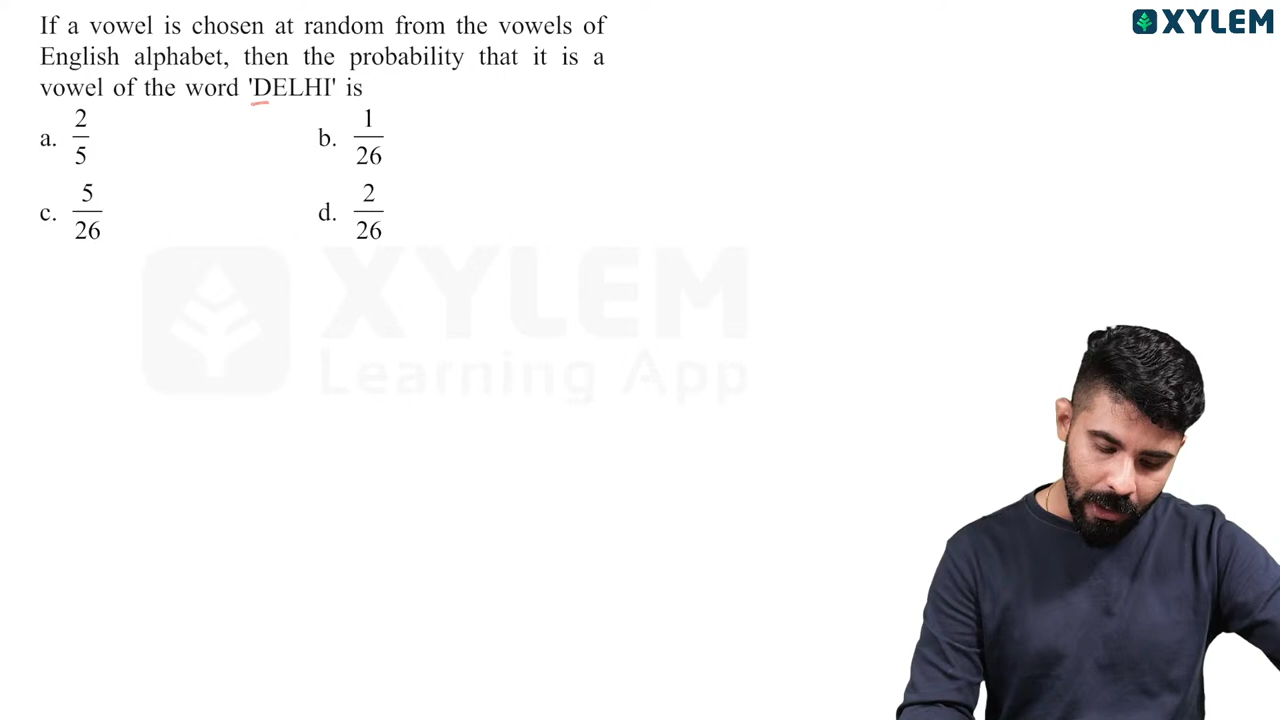 If a vowel is chosen at random from the vowels of
English alphabet, then the probability that it is a
vowel of the word 'DELHI' is
a. 2/5 b. 1/26
c. 5/26 d. 2/26
XYLEM
XYLEM
Learning App